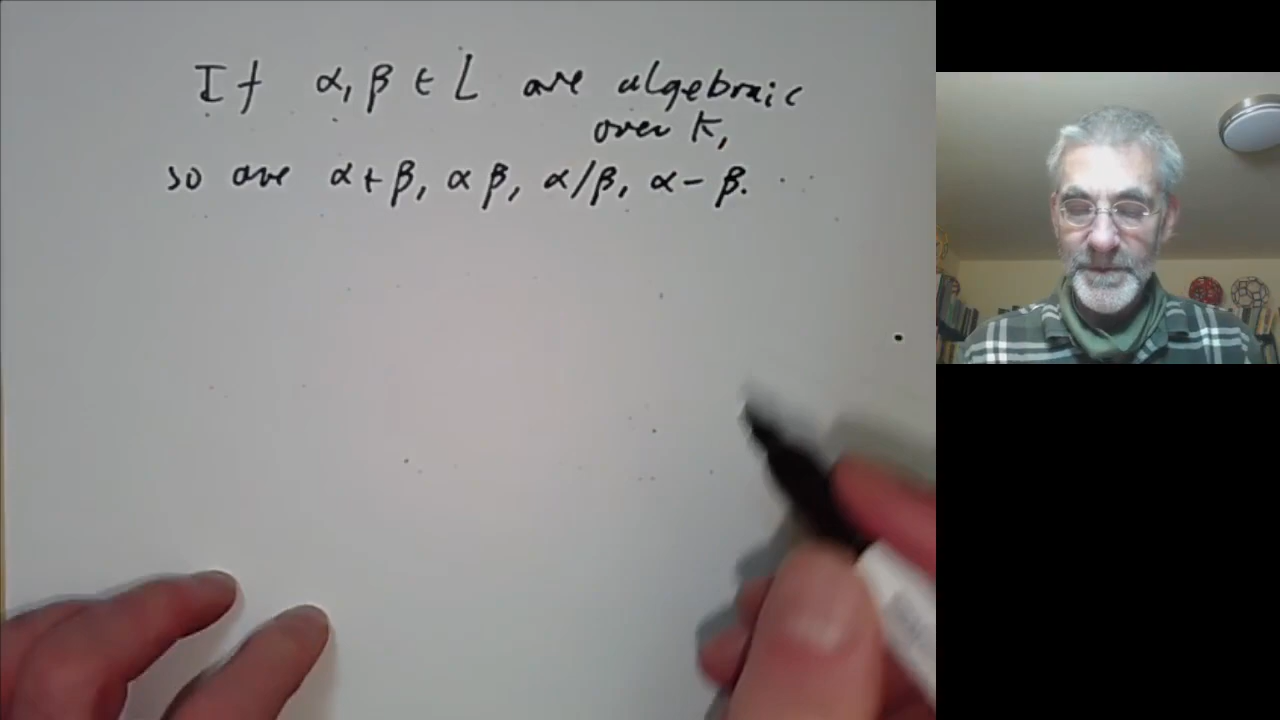 If α, β ∈ L are algebraic
over K,
so are α+β, αβ, α/β, α-β.